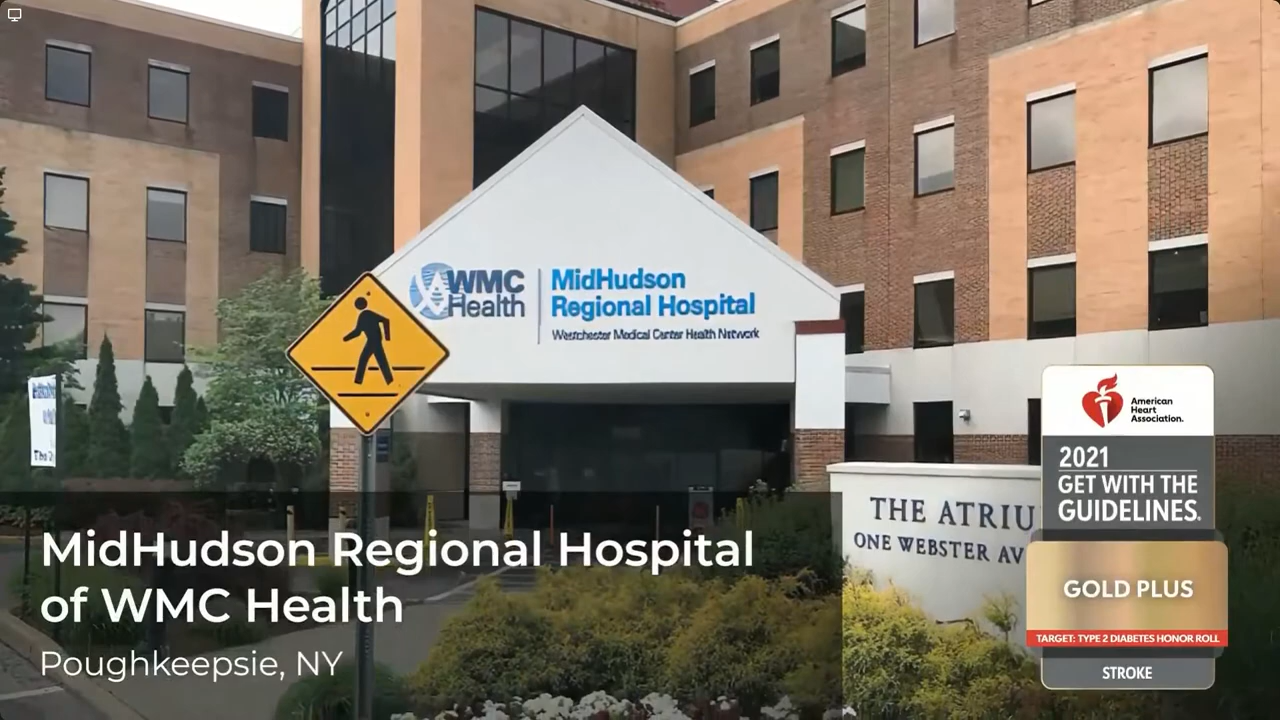 WMC
Health
MidHudson
Regional Hospital
Westchester Medical Center Health Network
American
Heart
Association.
2021
GET WITH THE
GUIDELINES®
THE ATRIU
ONE WEBSTER AV
MidHudson Regional Hospital
of WMC Health
Poughkeepsie, NY
GOLD PLUS
TARGET: TYPE 2 DIABETES HONOR ROLL
STROKE